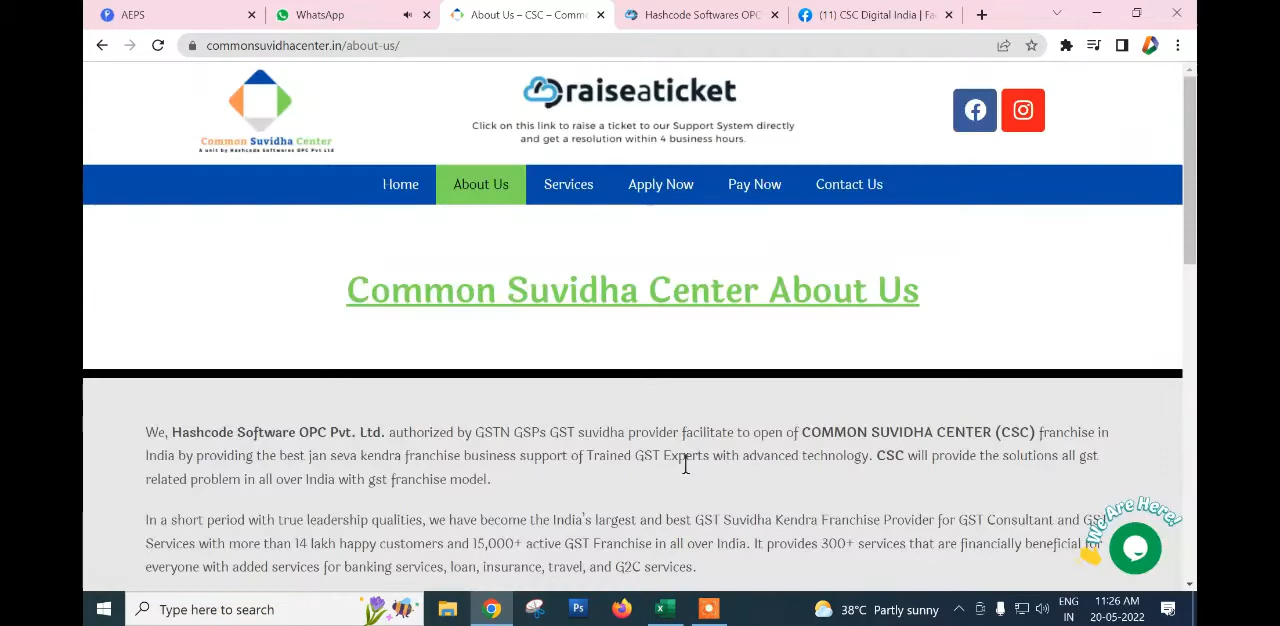 AEPS
WhatsApp
About Us – CSC – Comm
Hashcode Softwares OPC
(11) CSC Digital India | Fa
commonsuvidhacenter.in/about-us/
Common Suvidha Center
A unit by Hashcode Softwares OPC Pvt Ltd
raiseaticket
Click on this link to raise a ticket to our Support System directly
and get a resolution within 4 business hours.
Home
About Us
Services
Apply Now
Pay Now
Contact Us
Common Suvidha Center About Us
We, Hashcode Software OPC Pvt. Ltd. authorized by GSTN GSPs GST suvidha provider facilitate to open of COMMON SUVIDHA CENTER (CSC) franchise in
India by providing the best jan seva kendra franchise business support of Trained GST Experts with advanced technology. CSC will provide the solutions all gst
related problem in all over India with gst franchise model.
In a short period with true leadership qualities, we have become the India's largest and best GST Suvidha Kendra Franchise Provider for GST Consultant and GS
Services with more than 14 lakh happy customers and 15,000+ active GST Franchise in all over India. It provides 300+ services that are financially beneficial for
everyone with added services for banking services, loan, insurance, travel, and G2C services.
We Are Here!
Type here to search
Ps
38°C Partly sunny
ENG
IN
11:26 AM
20-05-2022